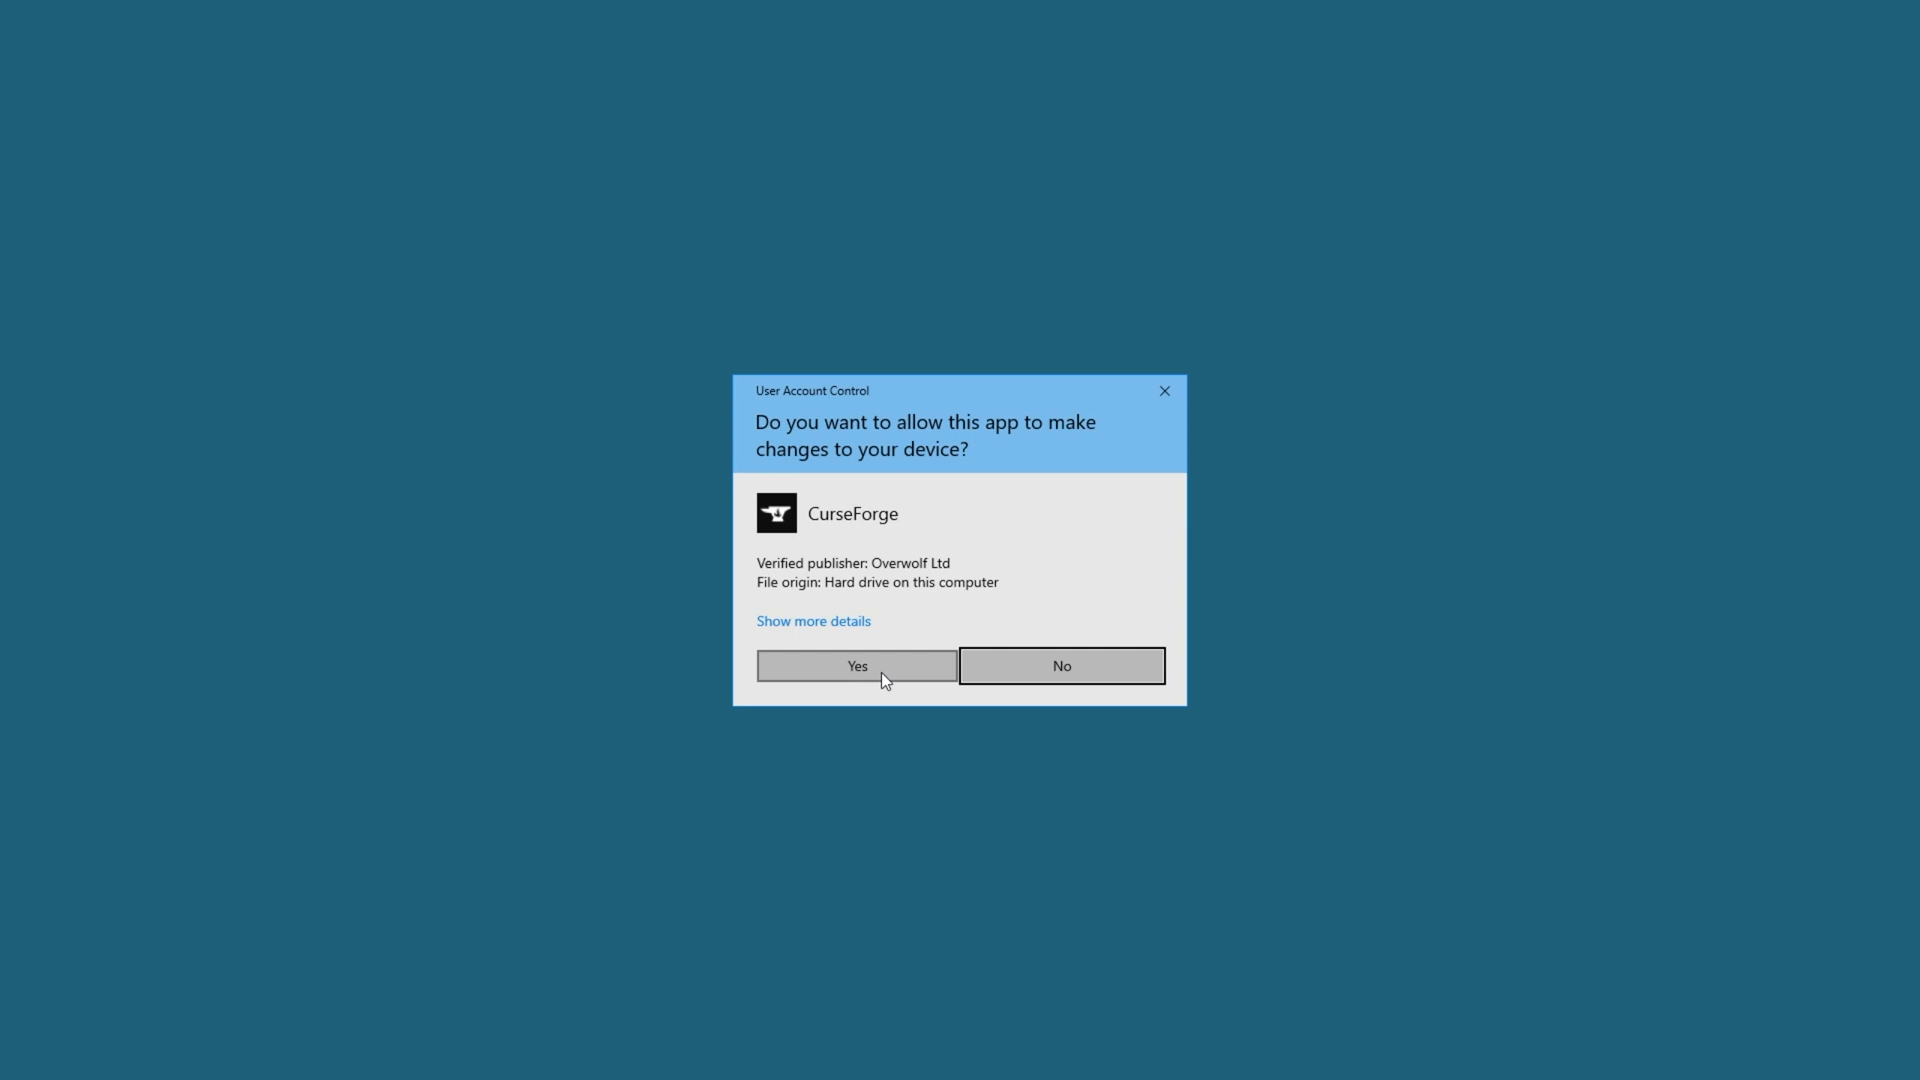 User Account Control
Do you want to allow this app to make
changes to your device?
CurseForge
Verified publisher: Overwolf Ltd
File origin: Hard drive on this computer
Show more details
Yes
No